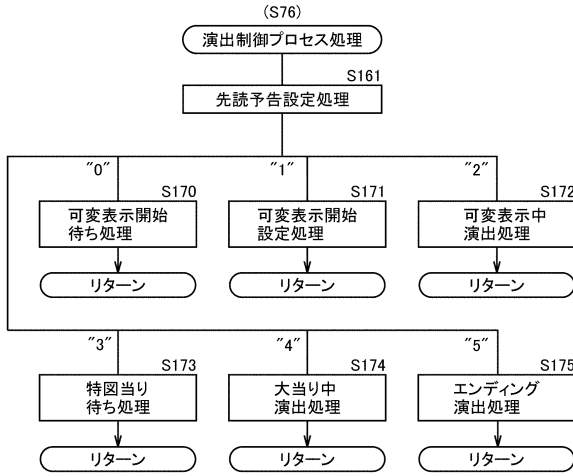 (S76)
演出制御プロセス処理
S161
先読予告設定処理
"0"
"1"
"2"
S170
S171
S172
可変表示開始
待ち処理
可変表示開始
設定処理
可変表示中
演出処理
リターン
リターン
リターン
"3"
"4"
"5"
S173
S174
S175
特図当り
待ち処理
大当り中
演出処理
エンディング
演出処理
リターン
リターン
リターン